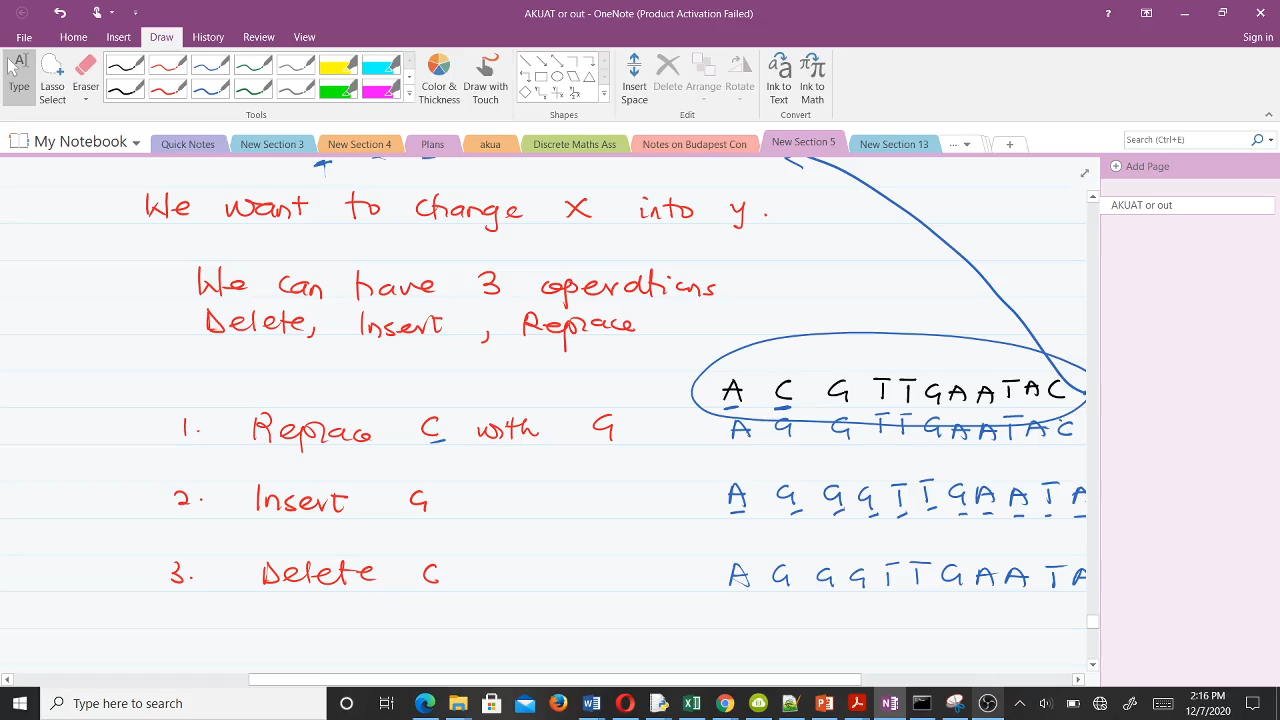 AKUAT or out - OneNote (Product Activation Failed)
File Home Insert Draw History Review View Sign in
Type Lasso Select Eraser Color & Thickness Draw with Touch Insert Space Delete Arrange Rotate Ink to Text Ink to Math
Tools Shapes Edit Convert
My Notebook Quick Notes New Section 3 New Section 4 Plans akua Discrete Maths Ass Notes on Budapest Con New Section 5 New Section 13 ... Search (Ctrl+E)
Add Page
AKUAT or out
We want to change X into y.
We can have 3 operations
Delete, Insert, Replace
A C G T T G A A T A C
1. Replace C with G A G G T T G A A T A C
2. Insert G A G G G T T G A A T A
3. Delete C A G G G T T G A A T A
Type here to search
2:16 PM
12/7/2020